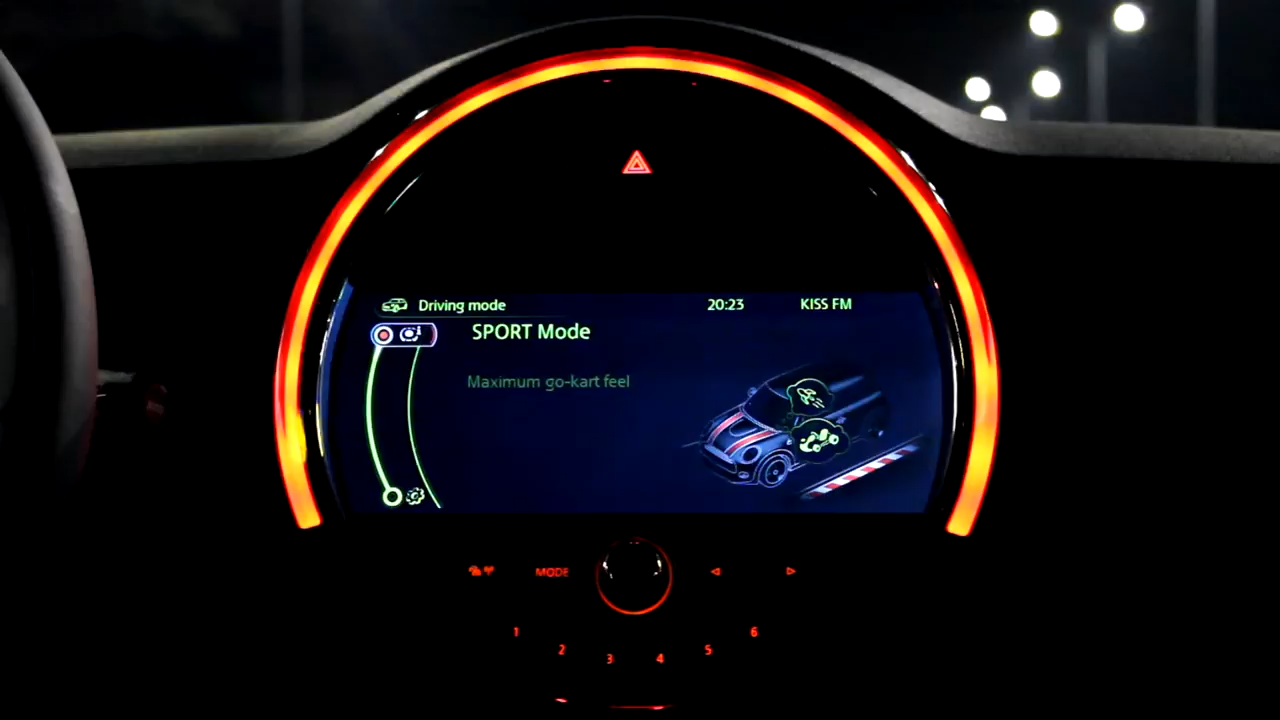 Driving mode 20:23 KISS FM
SPORT Mode
Maximum go-kart feel
MODE
1 2 3 4 5 6